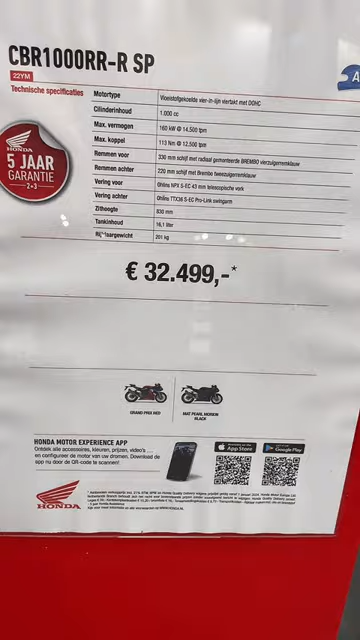 CBR1000RR-R SP
22YM
Technische specificaties
Motortype Vloeistofgekoelde vier-in-lijn viertakt met DOHC
Cilinderinhoud 1.000 cc
Max. vermogen 160 kW @ 14.500 tpm
Max. koppel 113 Nm @ 12.500 tpm
Remmen voor 330 mm schijf met radiaal gemonteerde BREMBO vierzuigerremklauw
Remmen achter 220 mm schijf met Brembo tweezuigerremklauw
Vering voor Öhlins NPX S-EC 43 mm telescopische vork
Vering achter Öhlins TTX36 S-EC Pro-Link swingarm
Zithoogte 830 mm
Tankinhoud 16,1 liter
Rijklaargewicht 201 kg
HONDA
5 JAAR
GARANTIE
2+3
A
€ 32.499,-*
GRAND PRIX RED
MAT PEARL MORION
BLACK
HONDA MOTOR EXPERIENCE APP
Ontdek alle accessoires, kleuren, prijzen, video's ....
en configureer de motor van uw dromen. Download de
app nu door de QR-code te scannen!
App Store
Google Play
HONDA